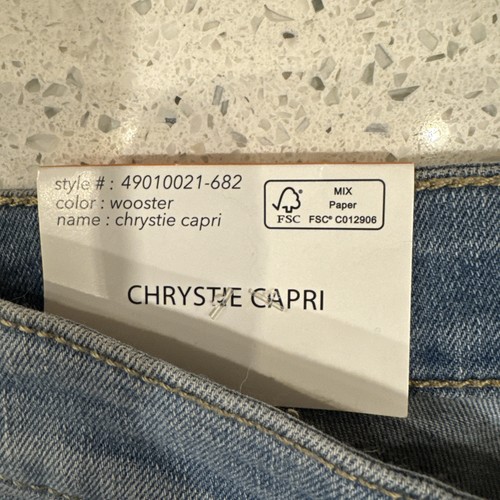 style # : 49010021-682
color : wooster
name : chrystie capri
FSC
MIX
Paper
FSC® C012906
CHRYSTIE CAPRI